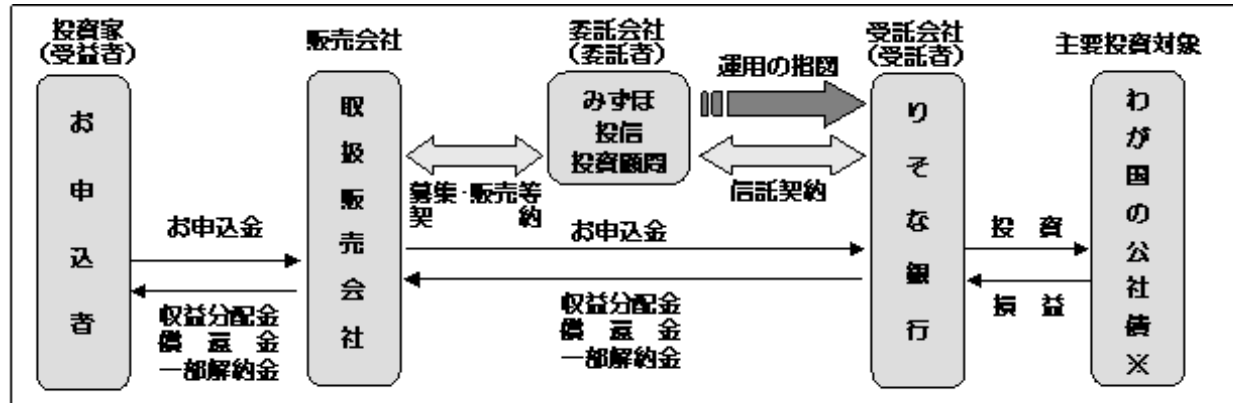 投資家
(受益者)
お申込者
お申込金
収益分配金
償還金
一部解約金
販売会社
取扱販売会社
募集・販売等
契約
委託会社
(委託者)
みずほ
投信
投資顧問
運用の指図
信託契約
お申込金
収益分配金
償還金
一部解約金
受託会社
(受託者)
りそな銀行
投資
損益
主要投資対象
わが国の公社債※